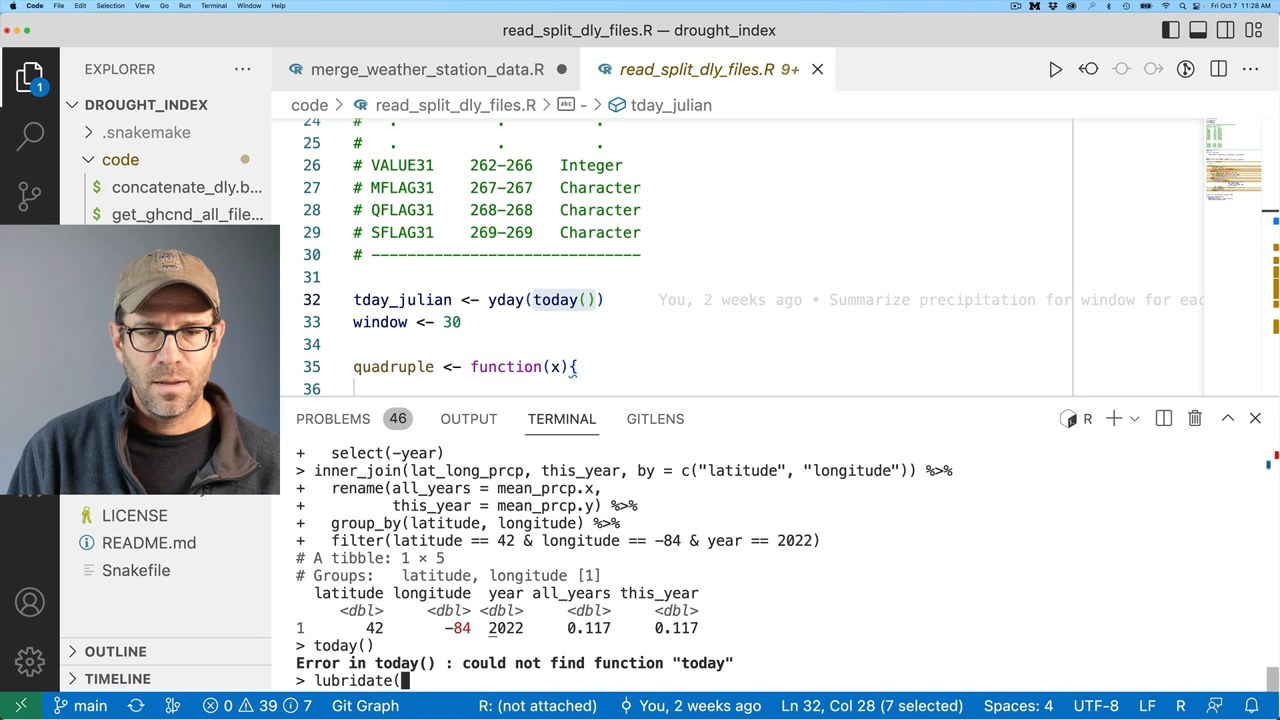 Code File Edit Selection View Go Run Terminal Window Help Fri Oct 7 11:28 AM
read_split_dly_files.R — drought_index
EXPLORER
merge_weather_station_data.R
read_split_dly_files.R 9+
1
DROUGHT_INDEX
code > read_split_dly_files.R > - > tday_julian
.snakemake
code
$ concatenate_dly.b...
$ get_ghcnd_all_file...
24 # . . .
25 # . . .
26 # VALUE31 262-266 Integer
27 # MFLAG31 267-267 Character
28 # QFLAG31 268-268 Character
29 # SFLAG31 269-269 Character
30 # ------------------------------
31
32 tday_julian <- yday(today()) You, 2 weeks ago • Summarize precipitation for window for eac
33 window <- 30
34
35 quadruple <- function(x){
36
PROBLEMS 46 OUTPUT TERMINAL GITLENS R
+ select(-year)
> inner_join(lat_long_prcp, this_year, by = c("latitude", "longitude")) %>%
+ rename(all_years = mean_prcp.x,
+ this_year = mean_prcp.y) %>%
+ group_by(latitude, longitude) %>%
+ filter(latitude == 42 & longitude == -84 & year == 2022)
# A tibble: 1 × 5
# Groups: latitude, longitude [1]
latitude longitude year all_years this_year
<dbl> <dbl> <dbl> <dbl> <dbl>
1 42 -84 2022 0.117 0.117
> today()
Error in today() : could not find function "today"
> lubridate(
LICENSE
README.md
Snakefile
OUTLINE
TIMELINE
main 0 39 7 Git Graph R: (not attached) You, 2 weeks ago Ln 32, Col 28 (7 selected) Spaces: 4 UTF-8 LF R